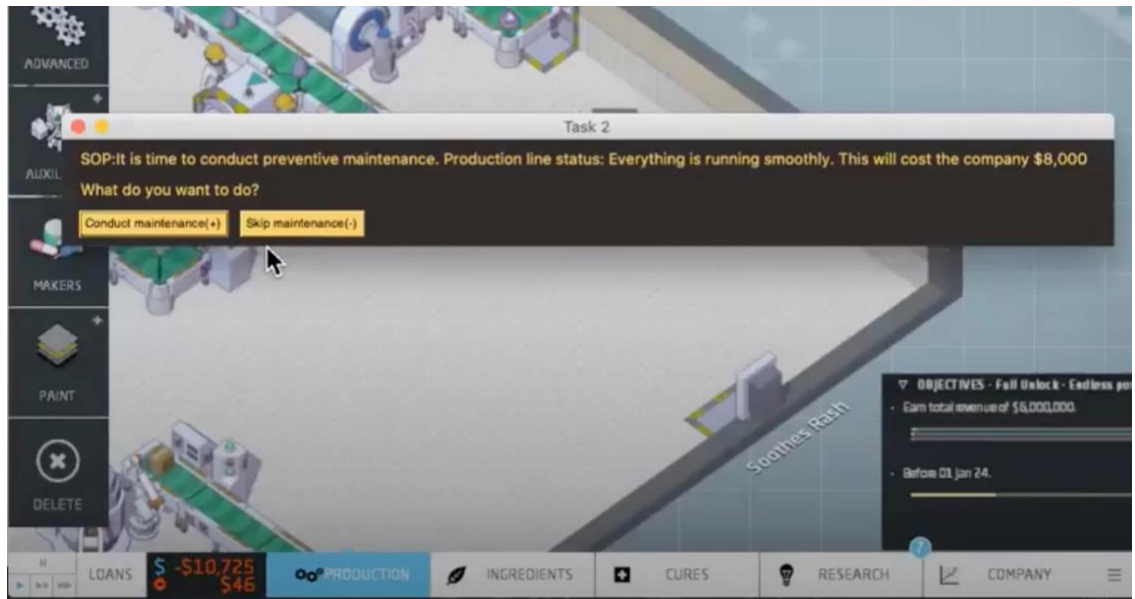 ADVANCED
Task 2
SOP:It is time to conduct preventive maintenance. Production line status: Everything is running smoothly. This will cost the company $8,000
AUXIL
What do you want to do?
Conduct maintenance(+)
Skip maintenance(-)
MAKERS
PAINT
OBJECTIVES - Full Unlock - Endless pos
Earn total revenue of $6,000,000.
Soothes Rash
Before 01 Jan 24.
DELETE
7
LOANS
$ -$10,725
$46
PRODUCTION
INGREDIENTS
CURES
RESEARCH
COMPANY